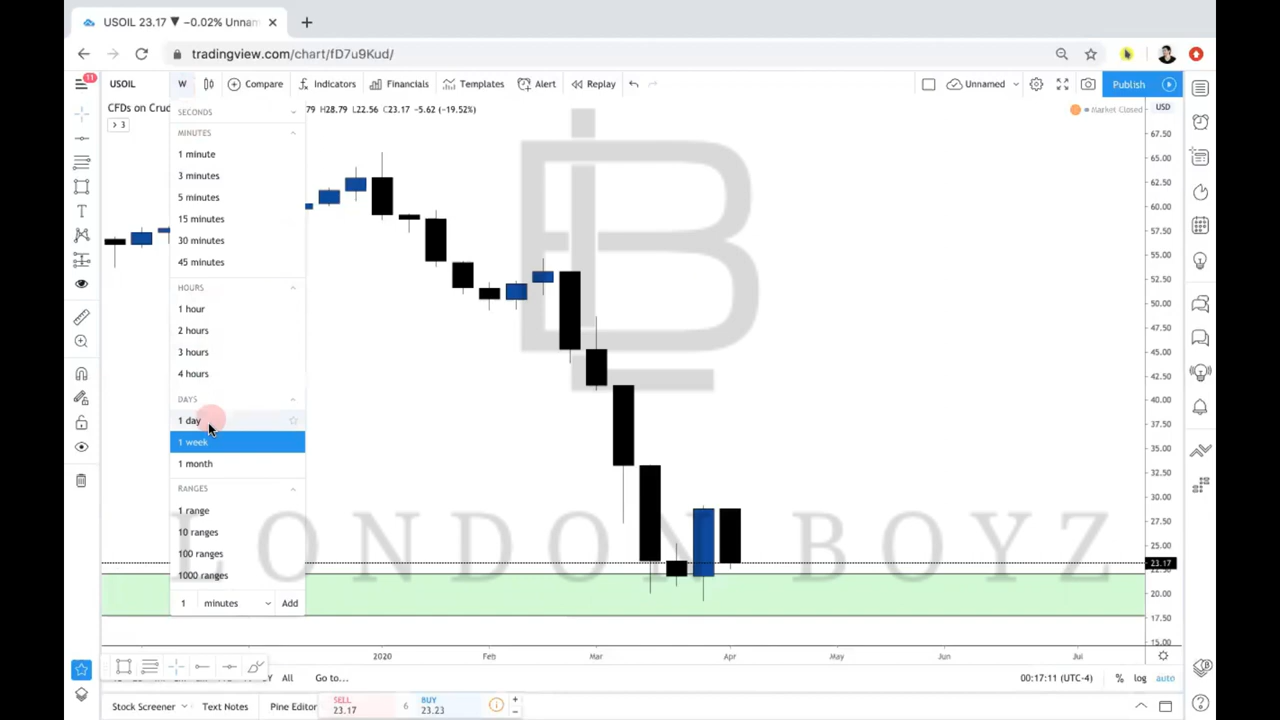 USOIL 23.17 ▼ −0.02% Unnam
tradingview.com/chart/fD7u9Kud/
11
USOIL W Compare Indicators Financials Templates Alert Replay Unnamed Publish
CFDs on Crud 79 H28.79 L22.56 C23.17 −5.62 (−19.52%) Market Closed USD
3
SECONDS
MINUTES
1 minute
3 minutes
5 minutes
15 minutes
30 minutes
45 minutes
HOURS
1 hour
2 hours
3 hours
4 hours
DAYS
1 day
1 week
1 month
RANGES
1 range
10 ranges
100 ranges
1000 ranges
1 minutes Add
LB
LONDON BOYZ
67.50
65.00
62.50
60.00
57.50
55.00
52.50
50.00
47.50
45.00
42.50
40.00
37.50
35.00
32.50
30.00
27.50
25.00
23.17
20.00
17.50
15.00
2020 Feb Mar Apr May Jun Jul
All Go to... 00:17:11 (UTC-4) % log auto
Stock Screener Text Notes Pine Editor
SELL 23.17 6 BUY 23.23